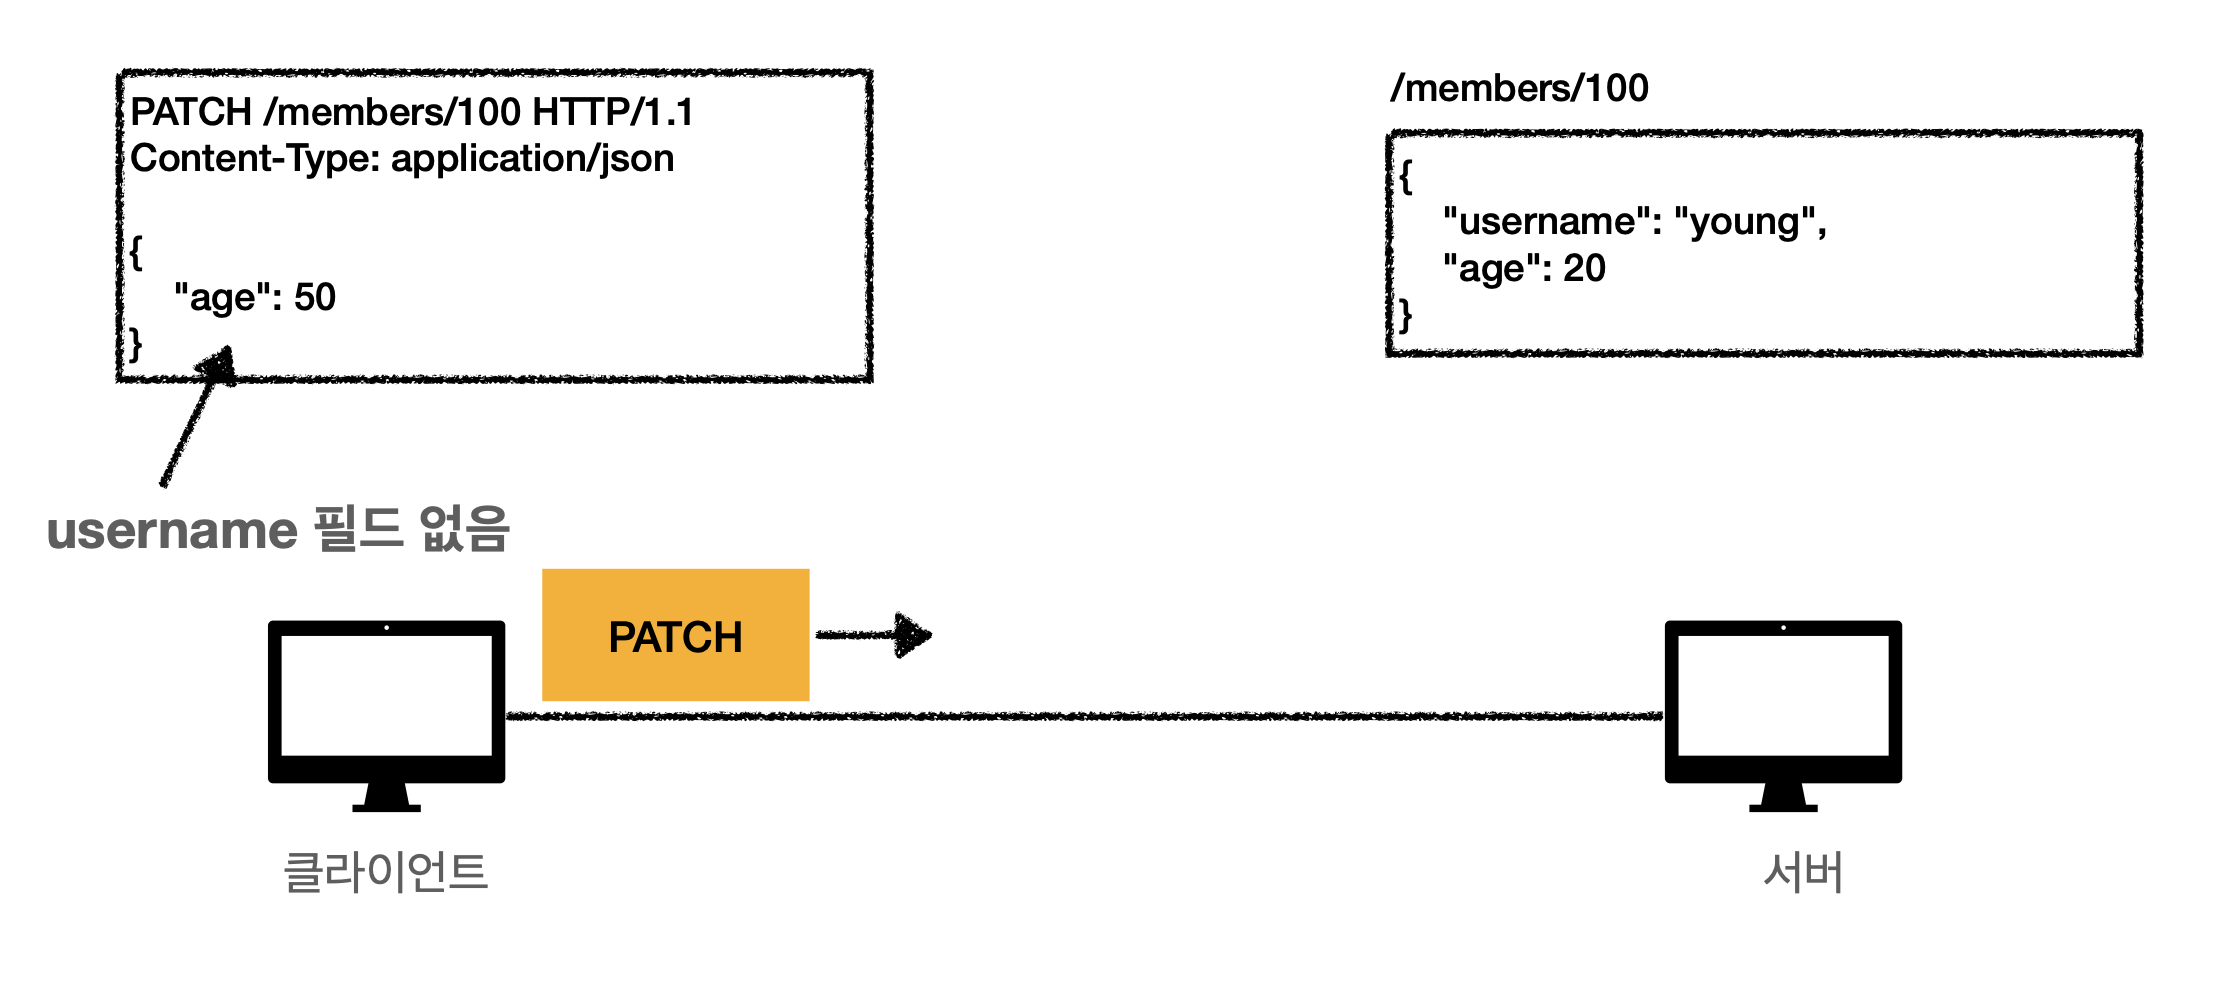 PATCH /members/100 HTTP/1.1
Content-Type: application/json
{
"age": 50
}
username 필드 없음
/members/100
{
"username": "young",
"age": 20
}
PATCH
클라이언트
서버